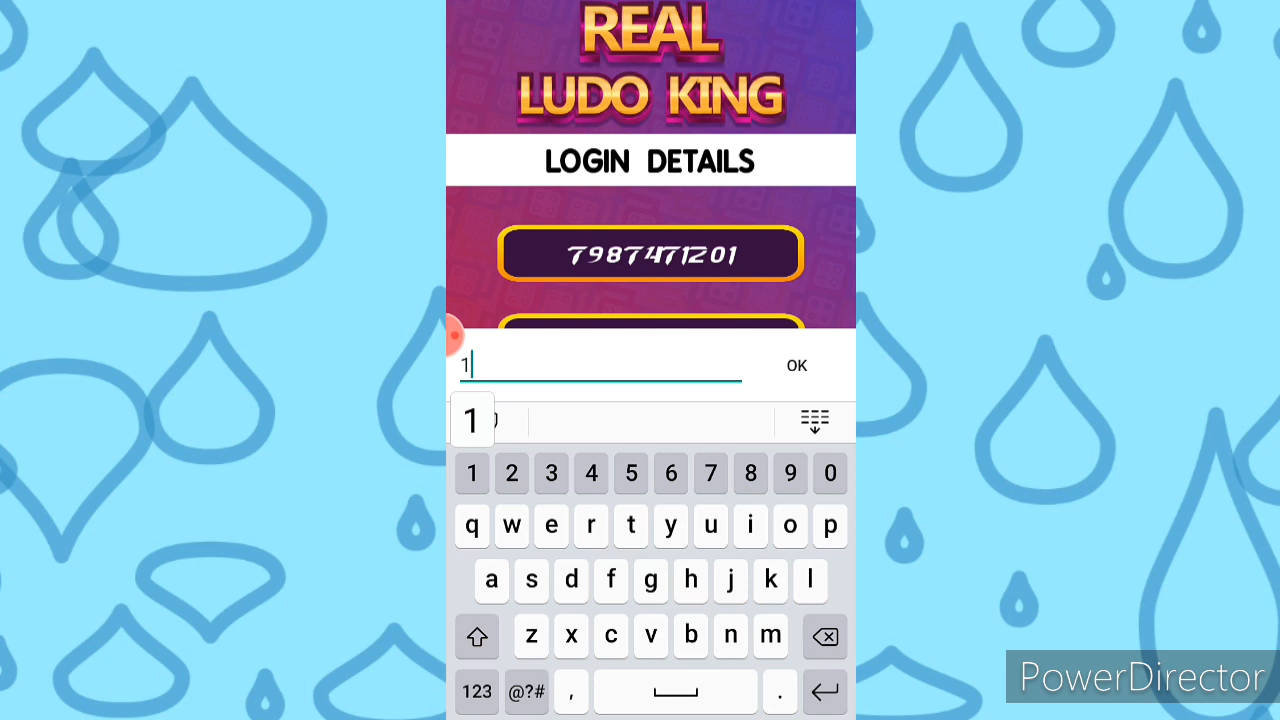 REAL
LUDO KING
LOGIN DETAILS
7987471201
1
OK
1
1 2 3 4 5 6 7 8 9 0
q w e r t y u i o p
a s d f g h j k l
z x c v b n m
123 @?# , .
PowerDirector